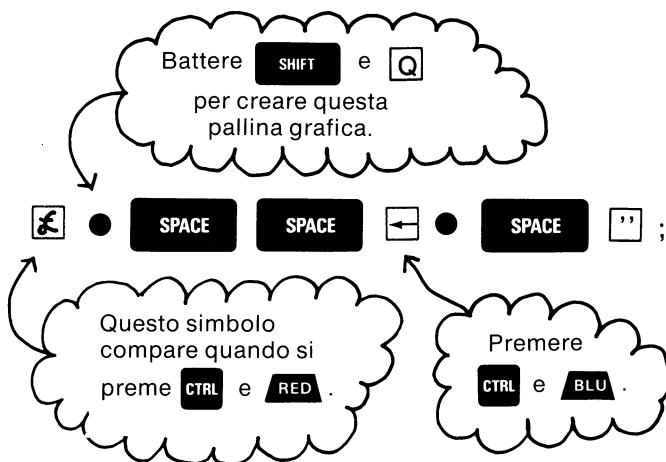 Battere SHIFT e Q
per creare questa
pallina grafica.
£ ● SPACE SPACE ← ● SPACE '' ;
Questo simbolo
compare quando si
preme CTRL e RED .
Premere
CTRL e BLU .